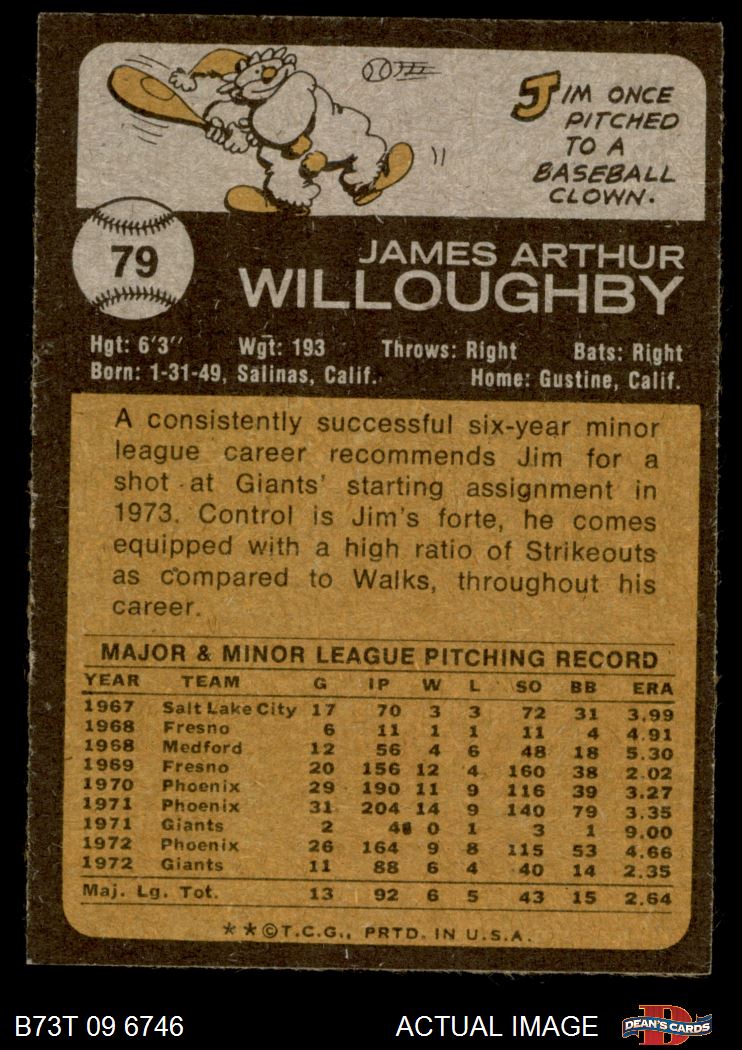 JIM ONCE
PITCHED
TO A
BASEBALL
CLOWN.
79
JAMES ARTHUR
WILLOUGHBY
Hgt: 6'3" Wgt: 193 Throws: Right Bats: Right
Born: 1-31-49, Salinas, Calif. Home: Gustine, Calif.
A consistently successful six-year minor
league career recommends Jim for a
shot at Giants' starting assignment in
1973. Control is Jim's forte, he comes
equipped with a high ratio of Strikeouts
as compared to Walks, throughout his
career.
MAJOR & MINOR LEAGUE PITCHING RECORD
YEAR TEAM G IP W L SO BB ERA
1967 Salt Lake City 17 70 3 3 72 31 3.99
1968 Fresno 6 11 1 1 11 4 4.91
1968 Medford 12 56 4 6 48 18 5.30
1969 Fresno 20 156 12 4 160 38 2.02
1970 Phoenix 29 190 11 9 116 39 3.27
1971 Phoenix 31 204 14 9 140 79 3.35
1971 Giants 2 4 0 1 3 1 9.00
1972 Phoenix 26 164 9 8 115 53 4.66
1972 Giants 11 88 6 4 40 14 2.35
Maj. Lg. Tot. 13 92 6 5 43 15 2.64
**©T.C.G., PRTD. IN U.S.A.
B73T 09 6746 ACTUAL IMAGE DEAN'S CARDS